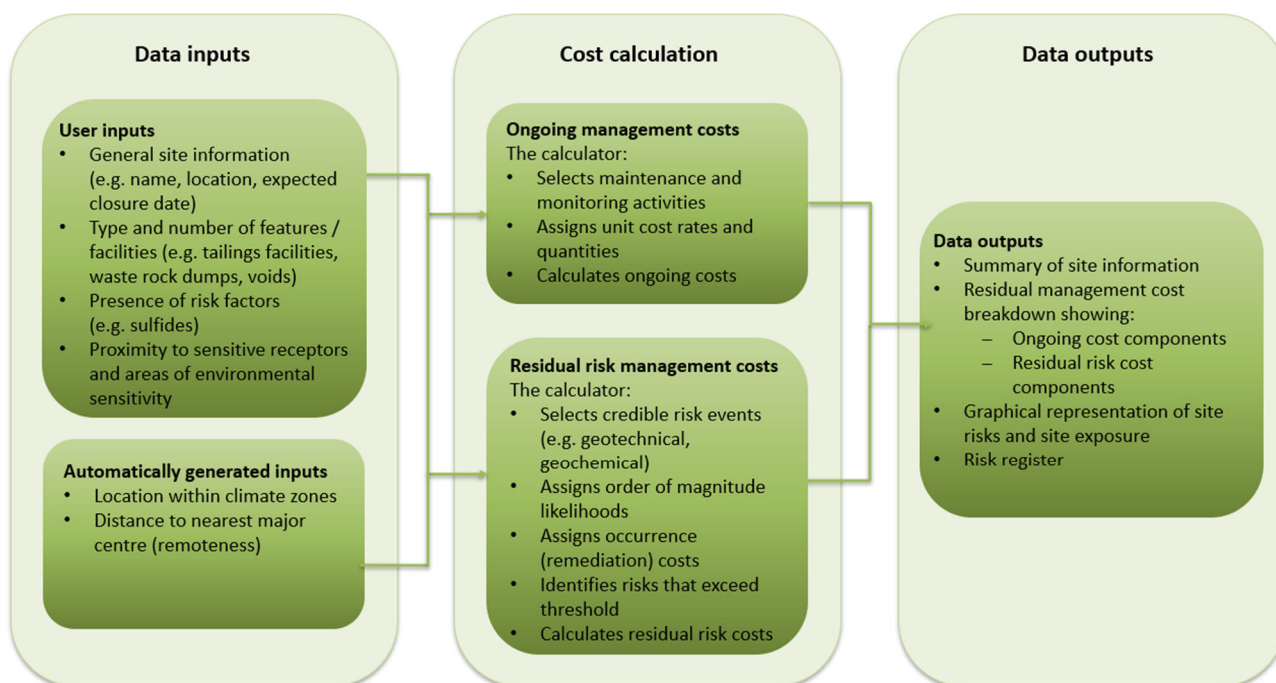 Data inputs
User inputs
• General site information
(e.g. name, location, expected
closure date)
• Type and number of features /
facilities (e.g. tailings facilities,
waste rock dumps, voids)
• Presence of risk factors
(e.g. sulfides)
• Proximity to sensitive receptors
and areas of environmental
sensitivity
Automatically generated inputs
• Location within climate zones
• Distance to nearest major
centre (remoteness)
Cost calculation
Ongoing management costs
The calculator:
• Selects maintenance and
monitoring activities
• Assigns unit cost rates and
quantities
• Calculates ongoing costs
Residual risk management costs
The calculator:
• Selects credible risk events
(e.g. geotechnical,
geochemical)
• Assigns order of magnitude
likelihoods
• Assigns occurrence
(remediation) costs
• Identifies risks that exceed
threshold
• Calculates residual risk costs
Data outputs
Data outputs
• Summary of site information
• Residual management cost
breakdown showing:
– Ongoing cost components
– Residual risk cost
components
• Graphical representation of site
risks and site exposure
• Risk register